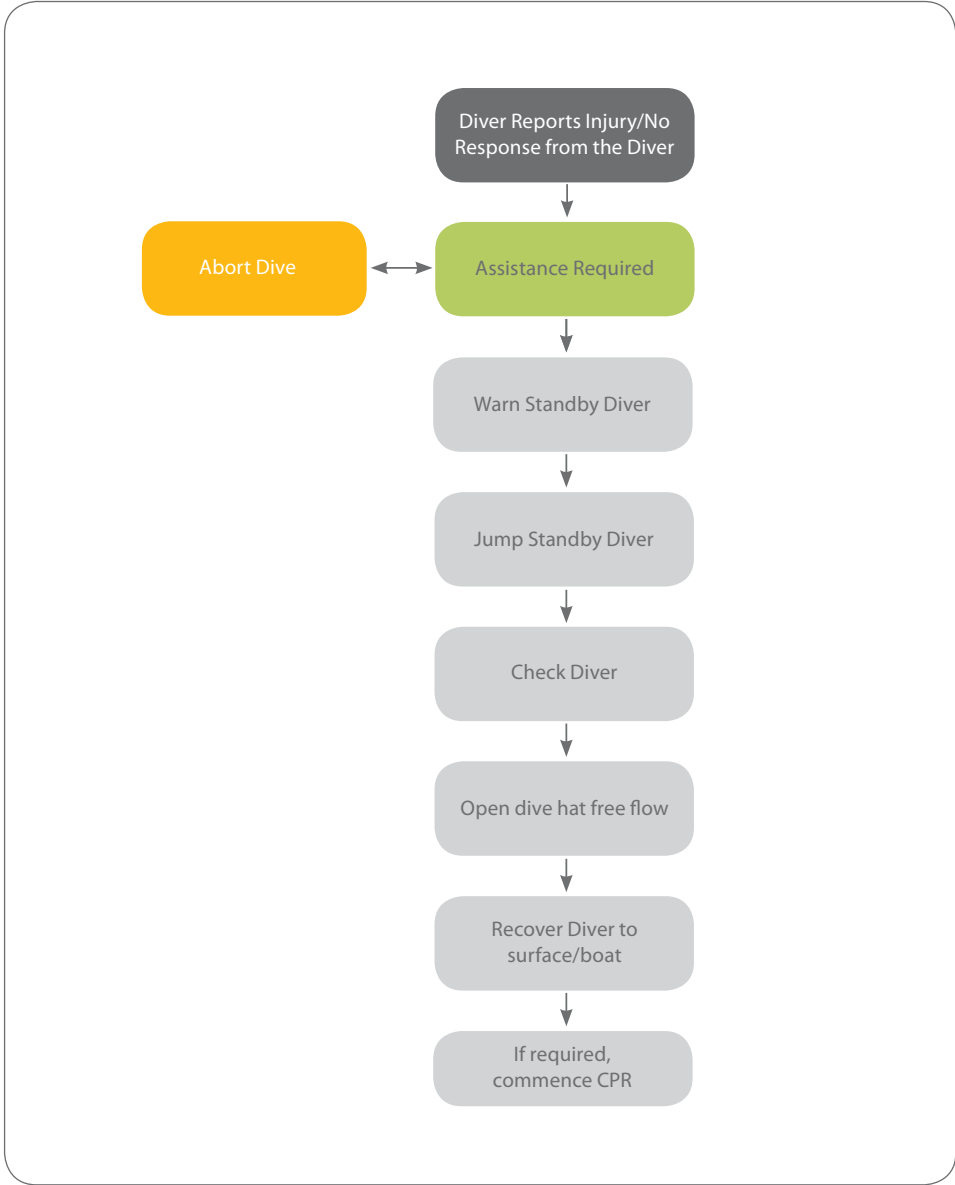 Diver Reports Injury/No
Response from the Diver
Abort Dive
Assistance Required
Warn Standby Diver
Jump Standby Diver
Check Diver
Open dive hat free flow
Recover Diver to
surface/boat
If required,
commence CPR